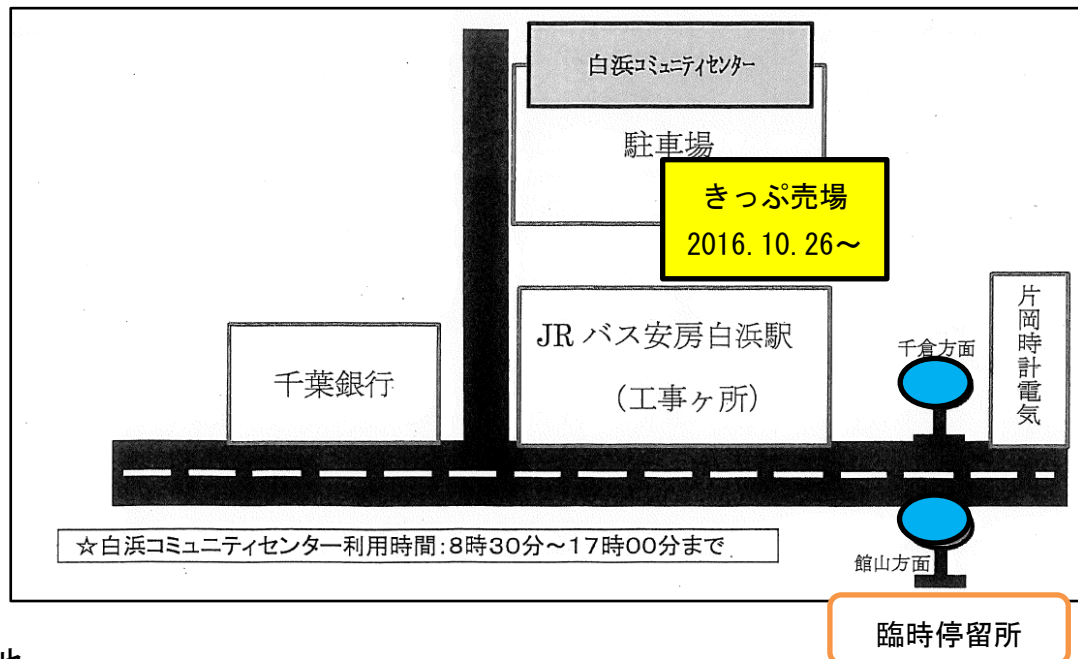 白浜コミュニティセンター
駐車場
きっぷ売場
2016.10.26～
JRバス安房白浜駅
(工事ヶ所)
千葉銀行
千倉方面
片岡時計電気
☆白浜コミュニティセンター利用時間:8時30分～17時00分まで
館山方面
臨時停留所